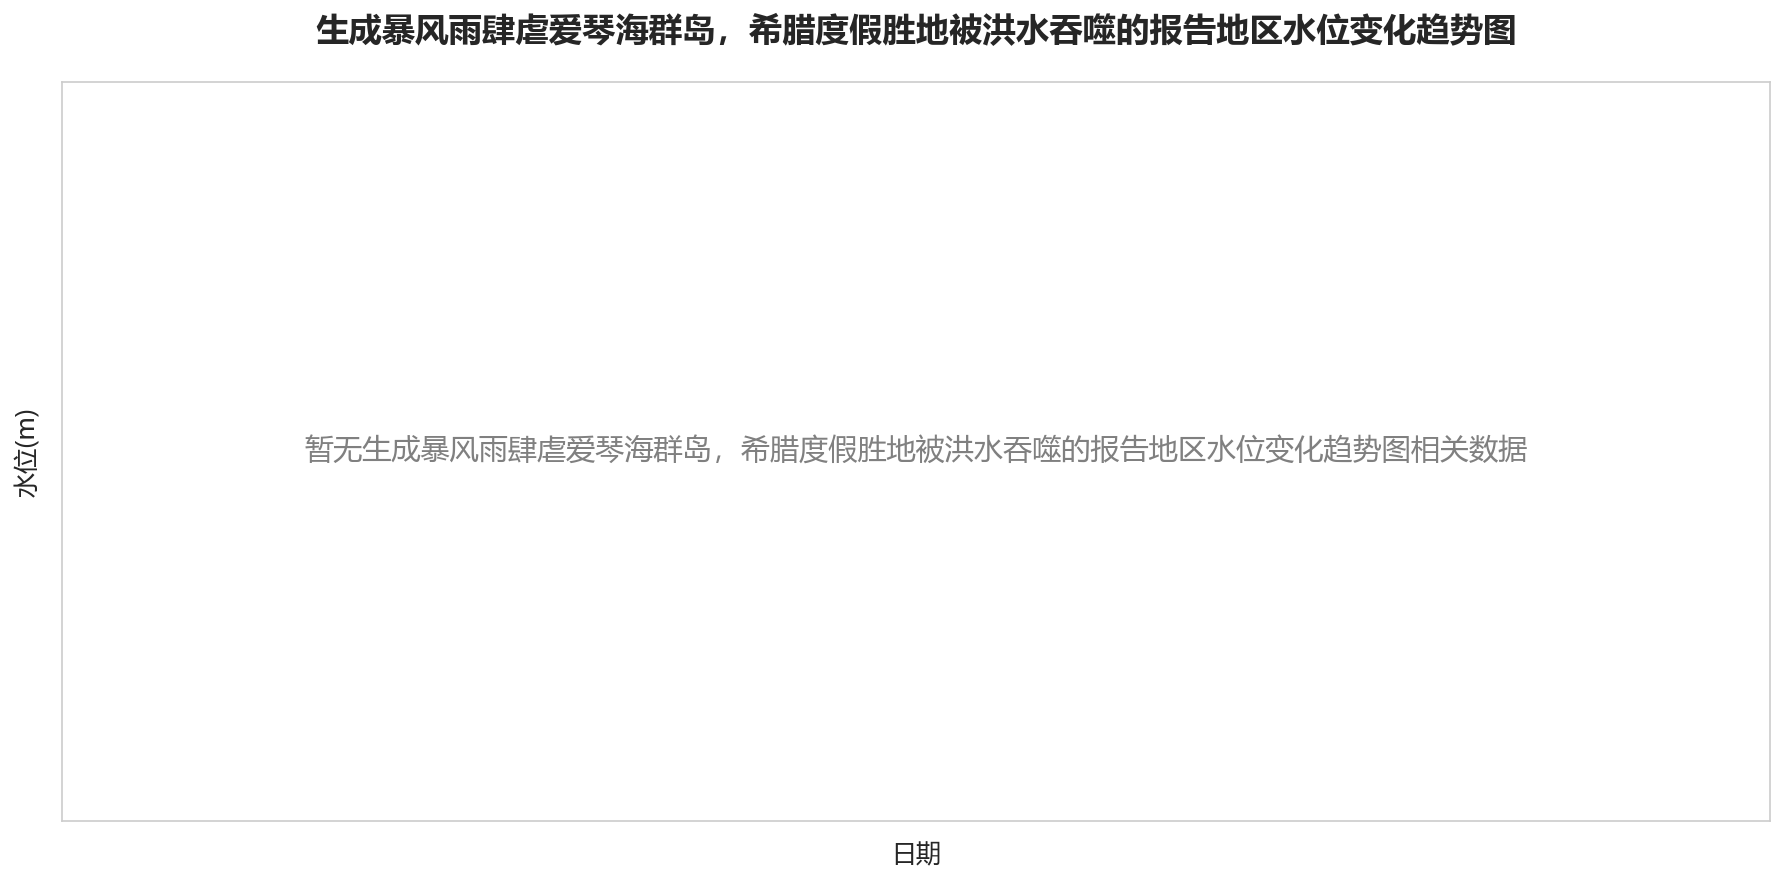 生成暴风雨肆虐爱琴海群岛，希腊度假胜地被洪水吞噬的报告地区水位变化趋势图
水位(m)
暂无生成暴风雨肆虐爱琴海群岛，希腊度假胜地被洪水吞噬的报告地区水位变化趋势图相关数据
日期